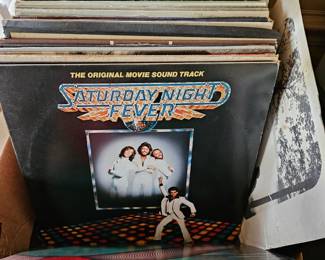 THE ORIGINAL MOVIE SOUND TRACK
SATURDAY NIGHT
FEVER